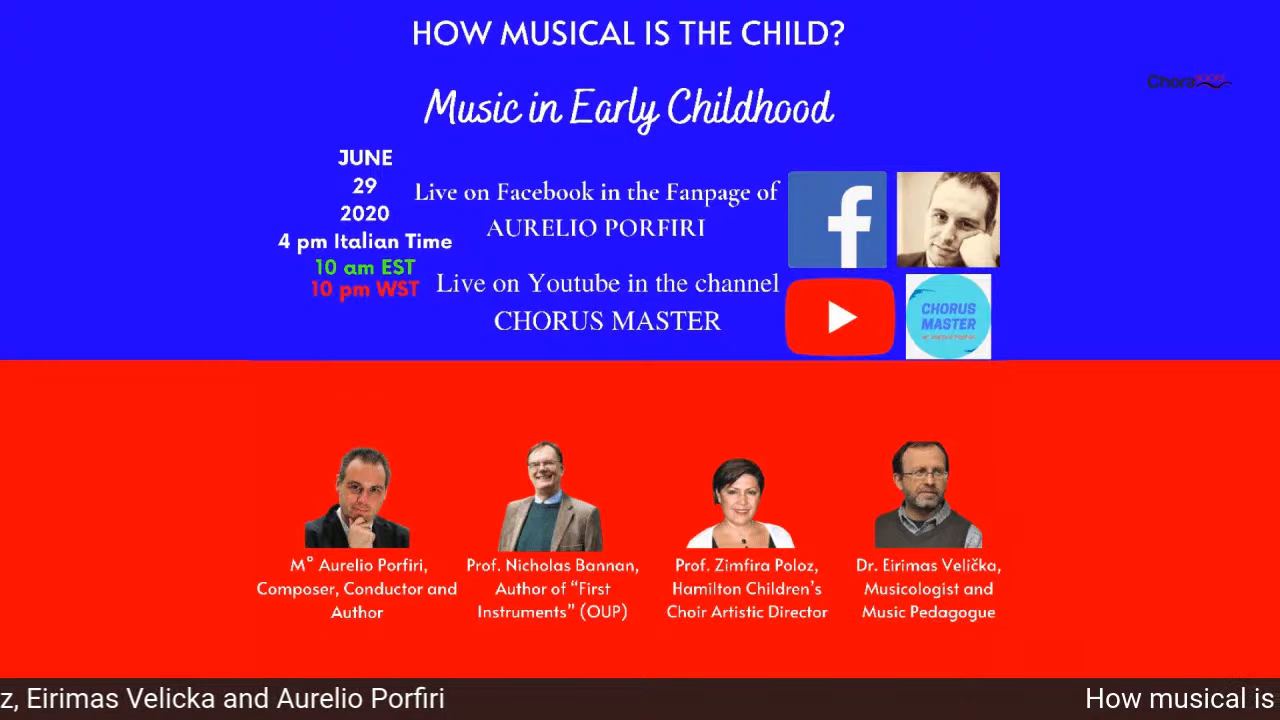 HOW MUSICAL IS THE CHILD?
Music in Early Childhood
JUNE
29
2020
4 pm Italian Time
10 am EST
10 pm WST
Live on Facebook in the Fanpage of
AURELIO PORFIRI
Live on Youtube in the channel
CHORUS MASTER
CHORUS
MASTER
M° Aurelio Porfiri,
Composer, Conductor and
Author
Prof. Nicholas Bannan,
Author of “First
Instruments” (OUP)
Prof. Zimfira Poloz,
Hamilton Children’s
Choir Artistic Director
Dr. Eirimas Velička,
Musicologist and
Music Pedagogue
z, Eirimas Velicka and Aurelio Porfiri
How musical is